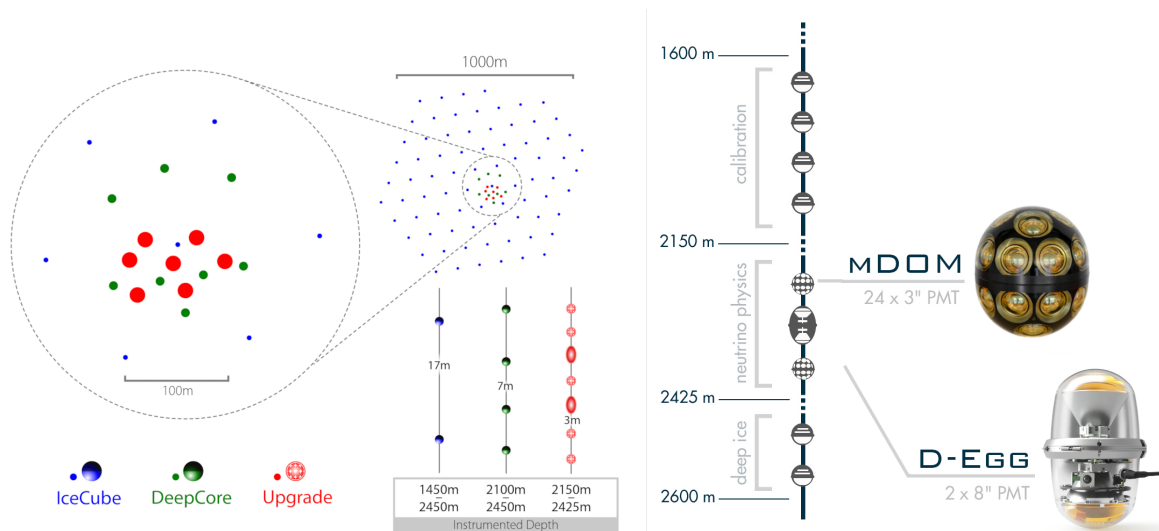 1000m
100m
IceCube
DeepCore
Upgrade
17m
7m
3m
1450m
–
2450m
2100m
–
2450m
2150m
–
2425m
Instrumented Depth
1600 m
calibration
2150 m
neutrino physics
2425 m
deep ice
2600 m
mDOM
24 x 3" PMT
D-Egg
2 x 8" PMT